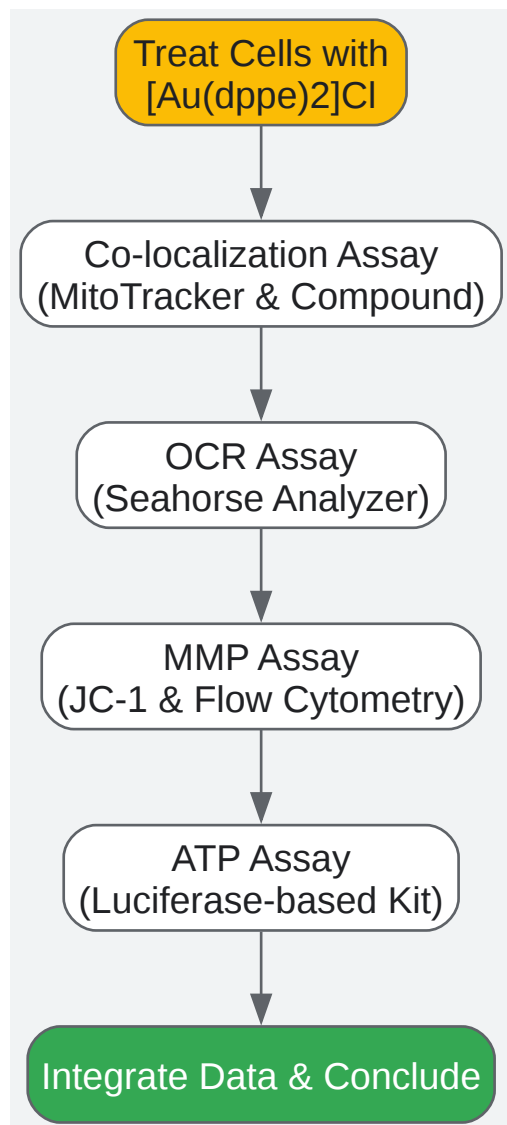 Treat Cells with
[Au(dppe)2]Cl
Co-localization Assay
(MitoTracker & Compound)
OCR Assay
(Seahorse Analyzer)
MMP Assay
(JC-1 & Flow Cytometry)
ATP Assay
(Luciferase-based Kit)
Integrate Data & Conclude